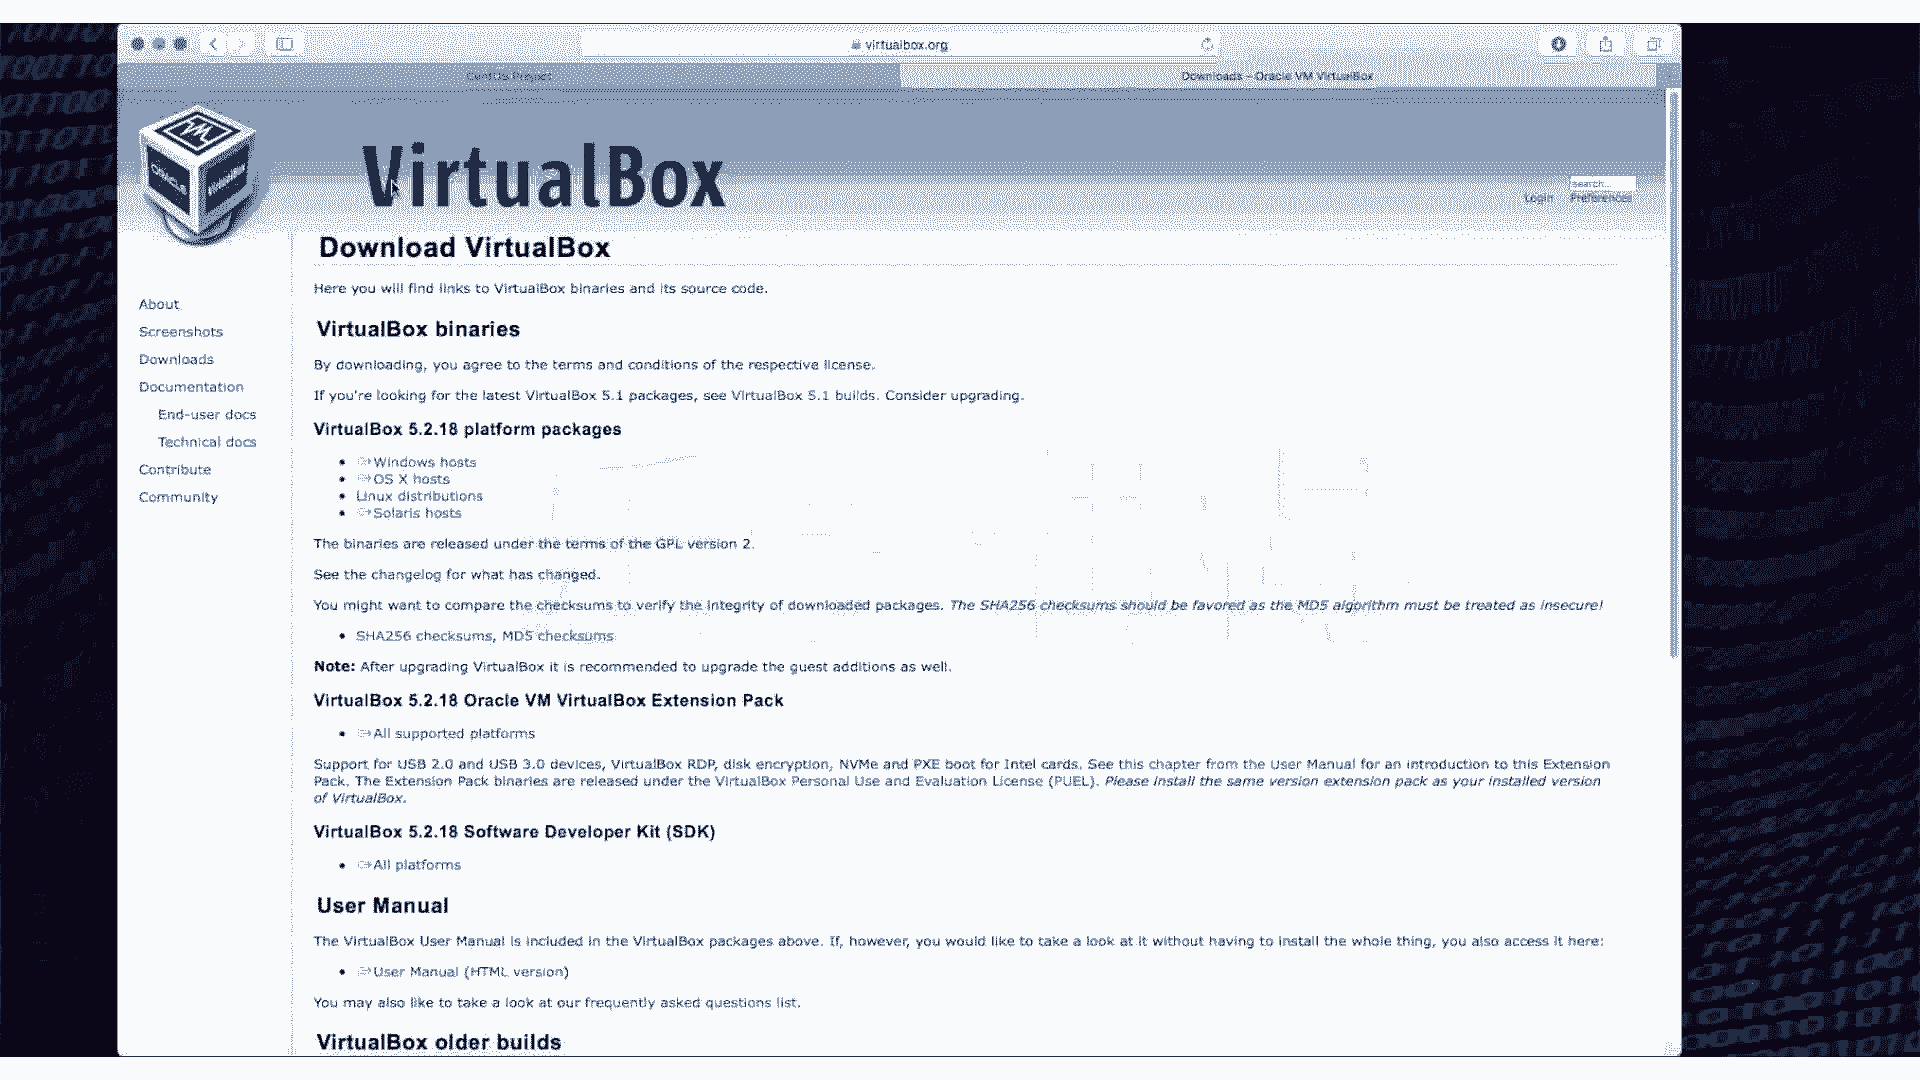 virtualbox.org
CentOS Project
Downloads – Oracle VM VirtualBox
ORACLE
VirtualBox
search...
Login Preferences
Download VirtualBox
Here you will find links to VirtualBox binaries and its source code.
About
Screenshots
Downloads
Documentation
End-user docs
Technical docs
Contribute
Community
VirtualBox binaries
By downloading, you agree to the terms and conditions of the respective license.
If you're looking for the latest VirtualBox 5.1 packages, see VirtualBox 5.1 builds. Consider upgrading.
VirtualBox 5.2.18 platform packages
Windows hosts
OS X hosts
Linux distributions
Solaris hosts
The binaries are released under the terms of the GPL version 2.
See the changelog for what has changed.
You might want to compare the checksums to verify the integrity of downloaded packages. The SHA256 checksums should be favored as the MD5 algorithm must be treated as insecure!
SHA256 checksums, MD5 checksums
Note: After upgrading VirtualBox it is recommended to upgrade the guest additions as well.
VirtualBox 5.2.18 Oracle VM VirtualBox Extension Pack
All supported platforms
Support for USB 2.0 and USB 3.0 devices, VirtualBox RDP, disk encryption, NVMe and PXE boot for Intel cards. See this chapter from the User Manual for an introduction to this Extension
Pack. The Extension Pack binaries are released under the VirtualBox Personal Use and Evaluation License (PUEL). Please install the same version extension pack as your installed version
of VirtualBox.
VirtualBox 5.2.18 Software Developer Kit (SDK)
All platforms
User Manual
The VirtualBox User Manual is included in the VirtualBox packages above. If, however, you would like to take a look at it without having to install the whole thing, you also access it here:
User Manual (HTML version)
You may also like to take a look at our frequently asked questions list.
VirtualBox older builds